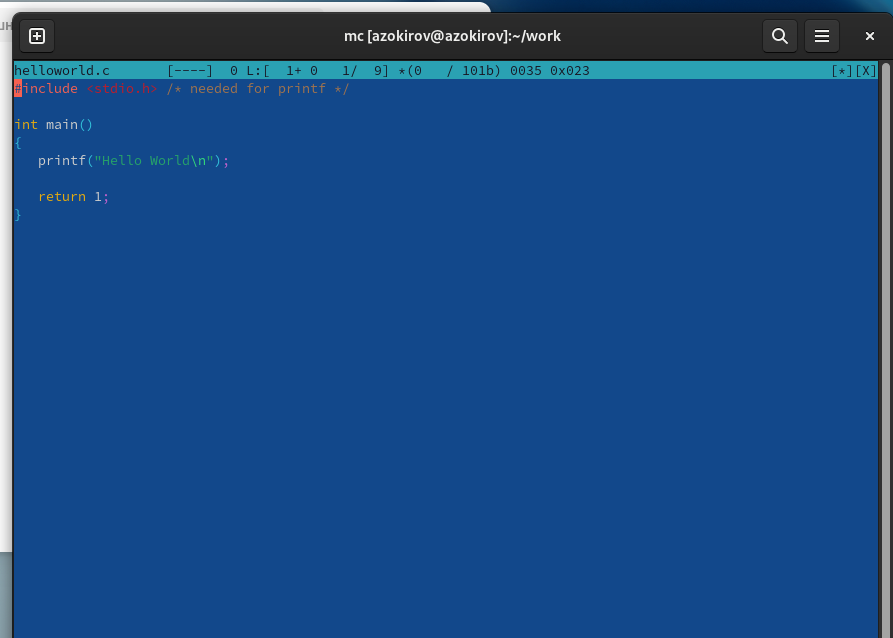 mc [azokirov@azokirov]:~/work
helloworld.c       [----]  0 L:[  1+ 0   1/  9] *(0   / 101b) 0035 0x023                              [*][X]
#include <stdio.h> /* needed for printf */
int main()
{
   printf("Hello World\n");
   return 1;
}